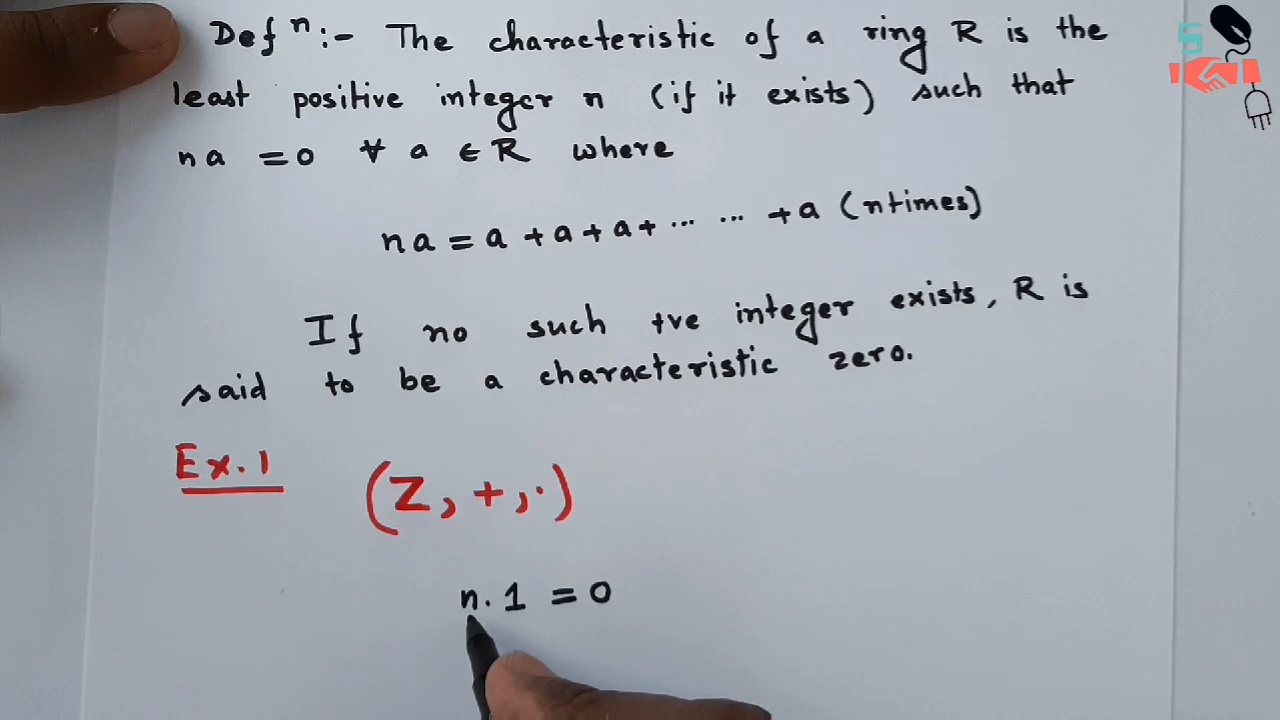 Defⁿ:- The characteristic of a ring R is the
least positive integer n (if it exists) such that
na = 0 ∀ a ∈ R where
na = a + a + a + ... ... + a (n times)
If no such +ve integer exists, R is
said to be a characteristic zero.
Ex.1 (Z, +, ·)
n. 1 = 0
S